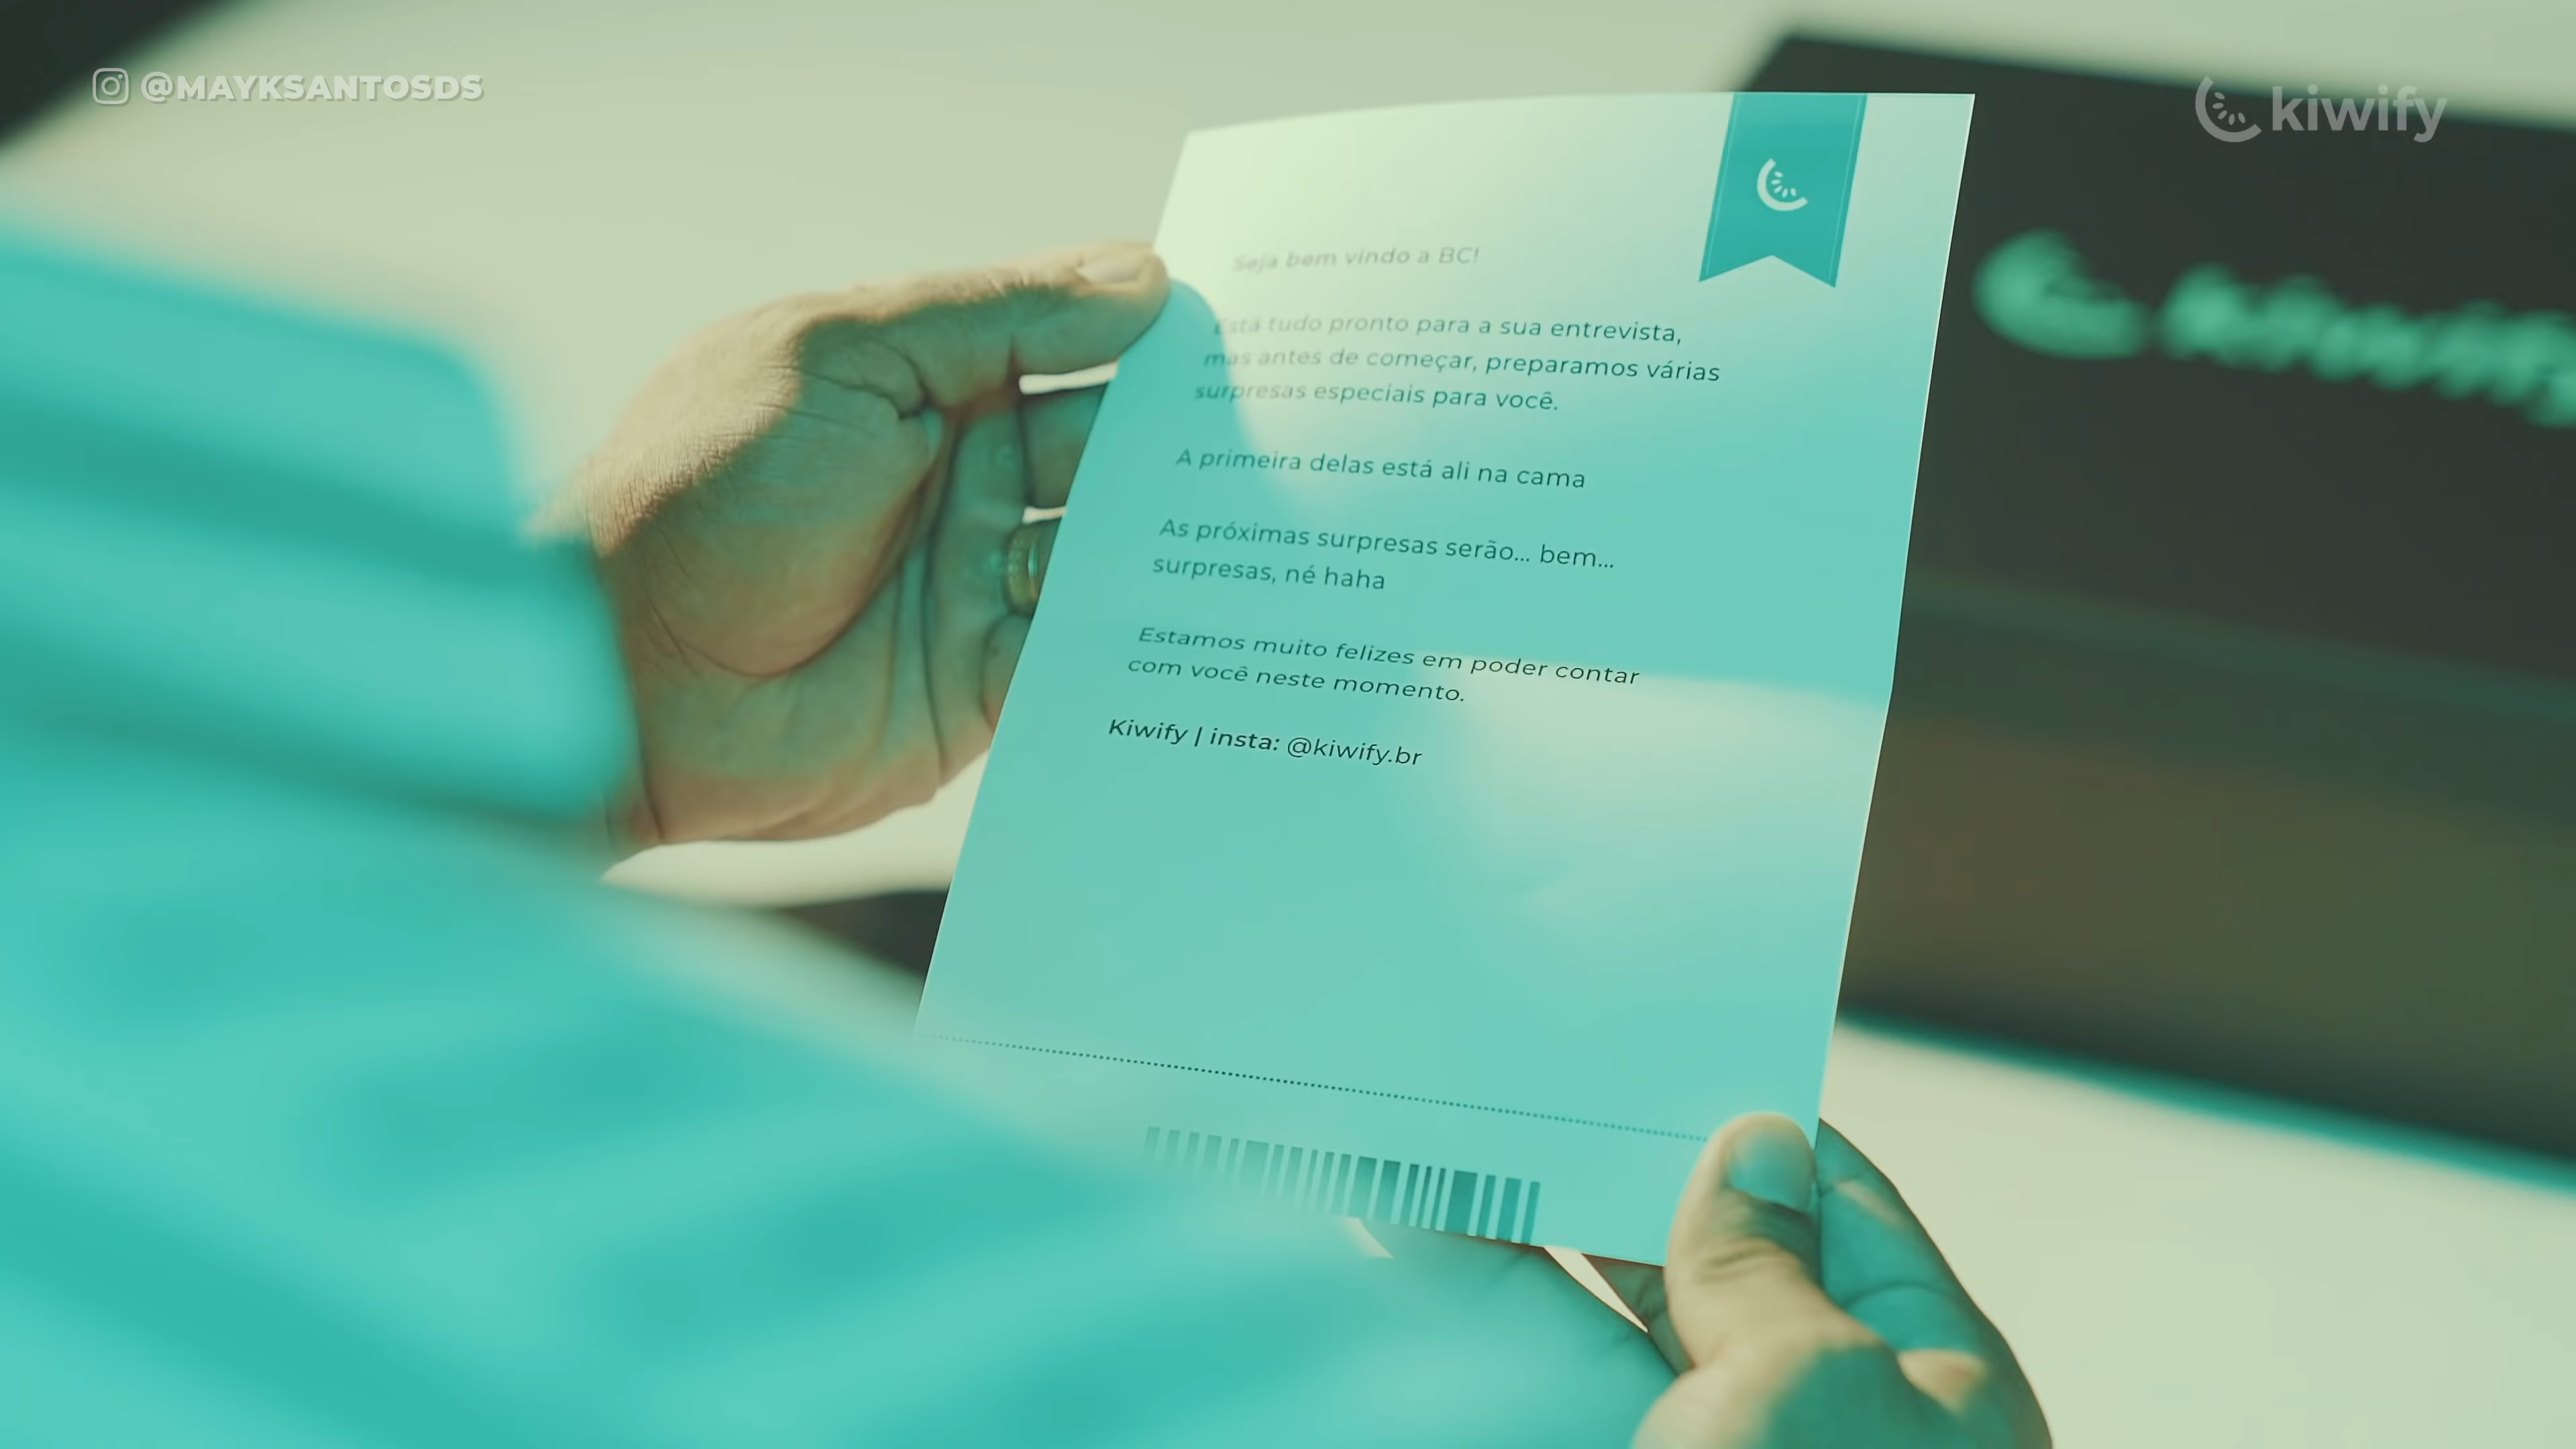 @MAYKSANTOSDS
kiwify
Seja bem vindo a BC!
Está tudo pronto para a sua entrevista,
mas antes de começar, preparamos várias
surpresas especiais para você.
A primeira delas está ali na cama
As próximas surpresas serão... bem...
surpresas, né haha
Estamos muito felizes em poder contar
com você neste momento.
Kiwify | insta: @kiwify.br
kiwify